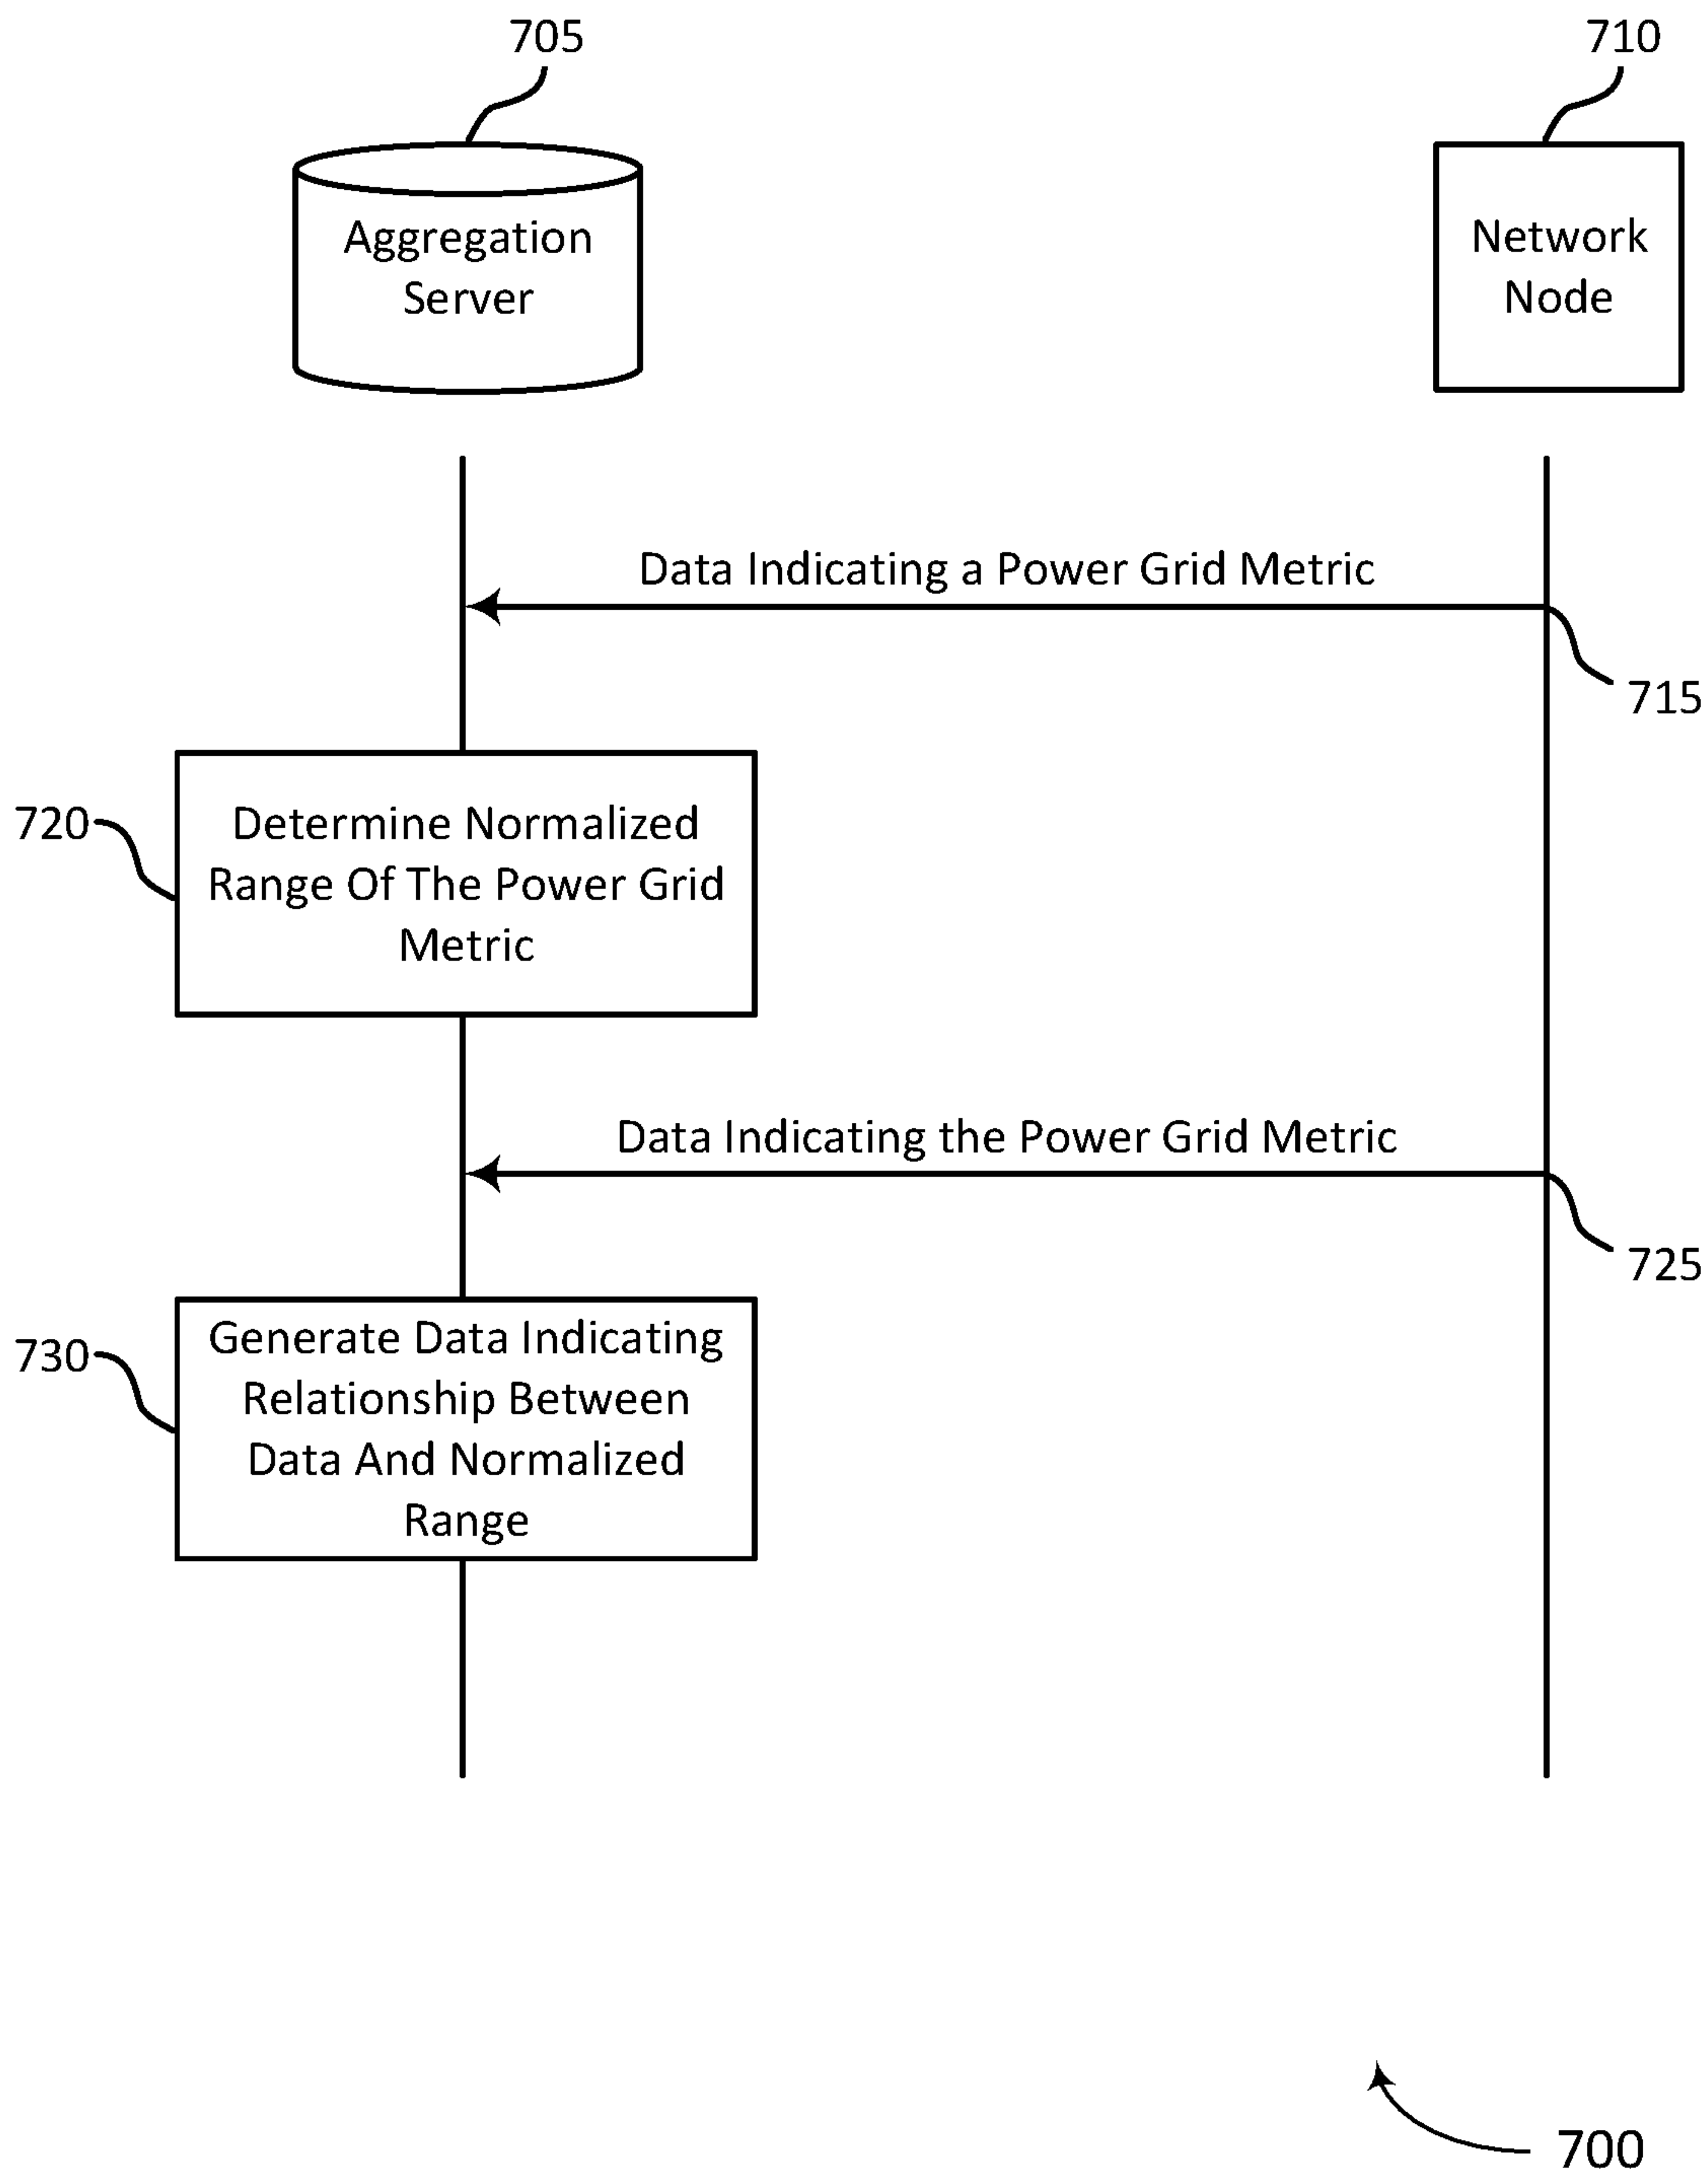 705
710
Aggregation
Server
Network
Node
Data Indicating a Power Grid Metric
715
720
Determine Normalized
Range Of The Power Grid
Metric
Data Indicating the Power Grid Metric
725
730
Generate Data Indicating
Relationship Between
Data And Normalized
Range
700